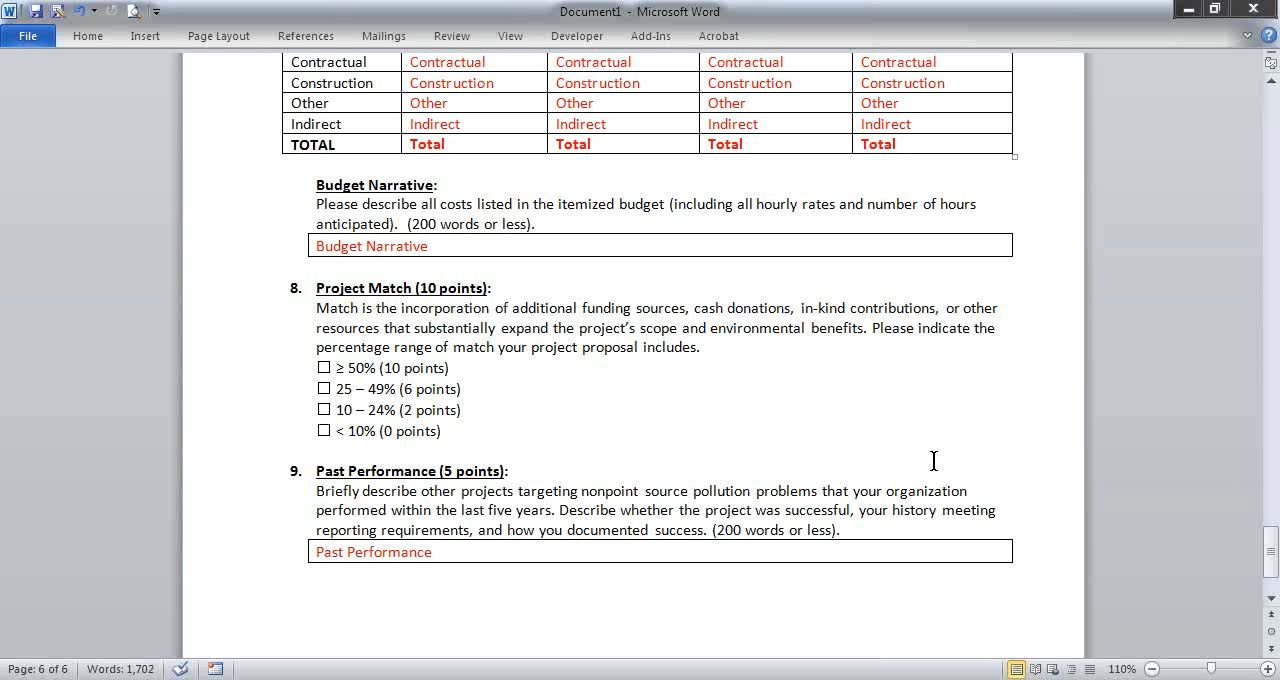 Document1 - Microsoft Word
File Home Insert Page Layout References Mailings Review View Developer Add-Ins Acrobat
Contractual Contractual Contractual Contractual Contractual
Construction Construction Construction Construction Construction
Other Other Other Other Other
Indirect Indirect Indirect Indirect Indirect
TOTAL Total Total Total Total
Budget Narrative:
Please describe all costs listed in the itemized budget (including all hourly rates and number of hours
anticipated). (200 words or less).
Budget Narrative
8. Project Match (10 points):
Match is the incorporation of additional funding sources, cash donations, in-kind contributions, or other
resources that substantially expand the project's scope and environmental benefits. Please indicate the
percentage range of match your project proposal includes.
☐ ≥ 50% (10 points)
☐ 25 – 49% (6 points)
☐ 10 – 24% (2 points)
☐ < 10% (0 points)
9. Past Performance (5 points):
Briefly describe other projects targeting nonpoint source pollution problems that your organization
performed within the last five years. Describe whether the project was successful, your history meeting
reporting requirements, and how you documented success. (200 words or less).
Past Performance
Page: 6 of 6 Words: 1,702 110%